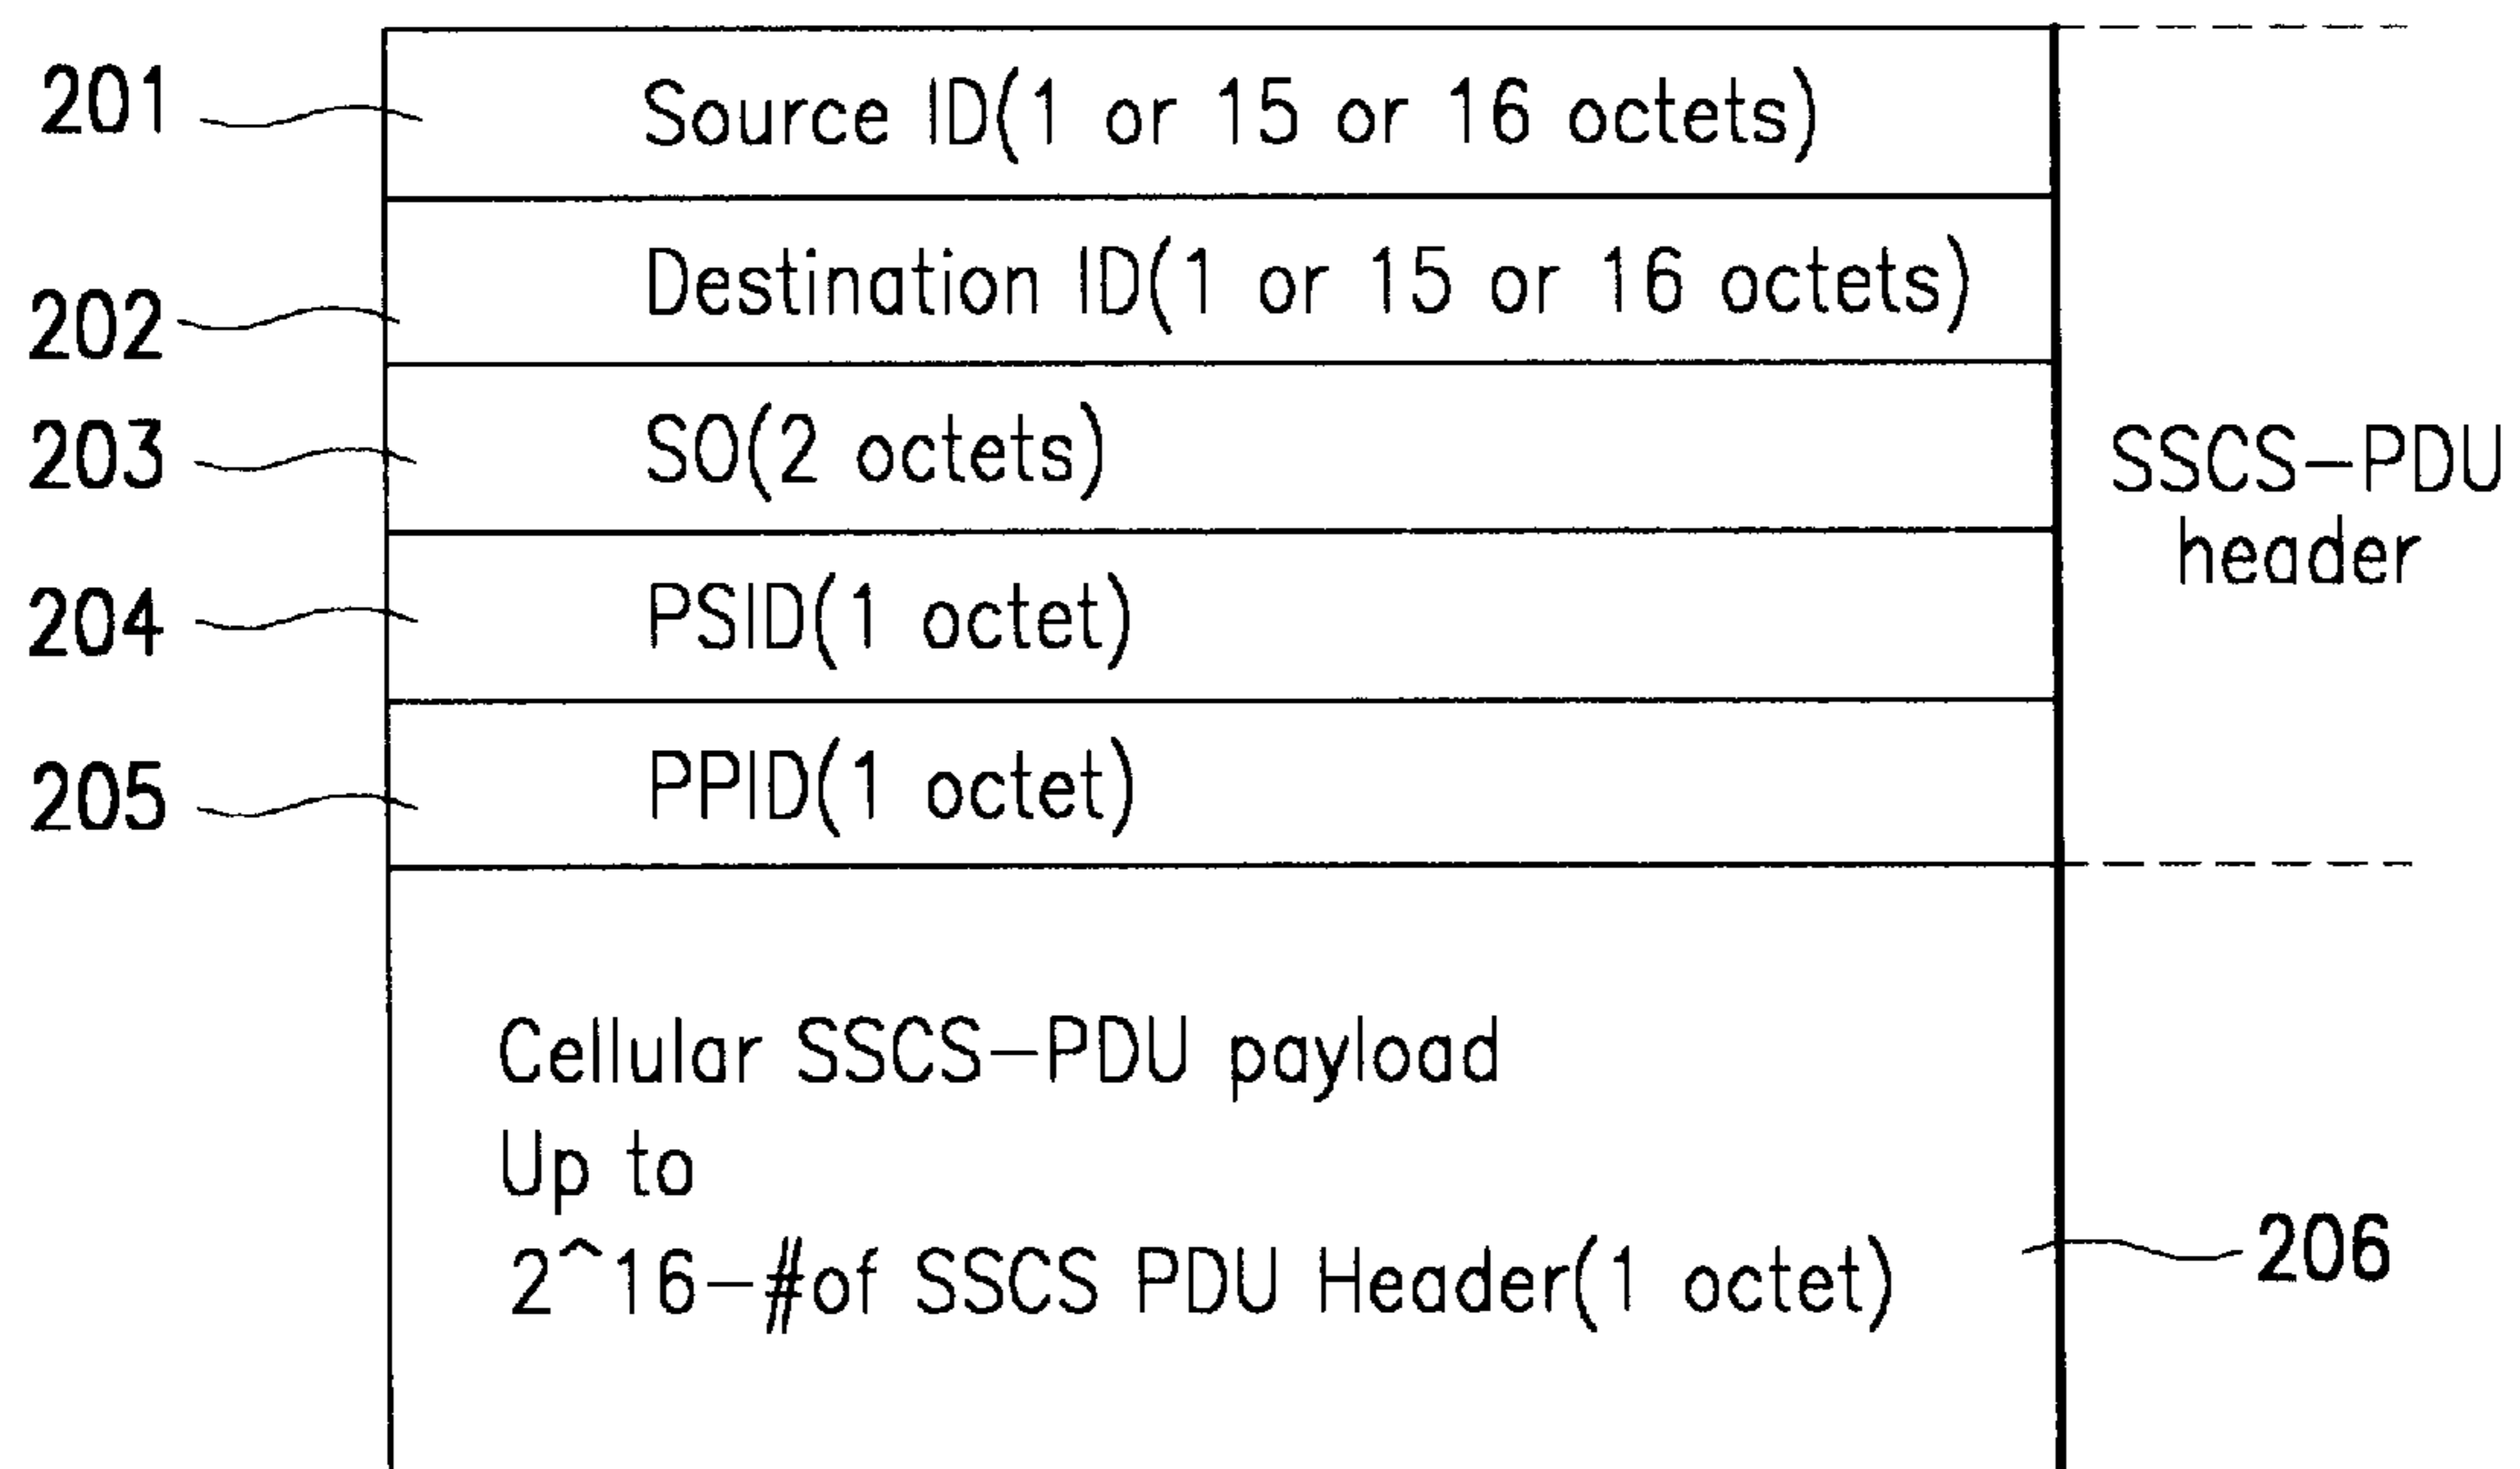 201
Source ID(1 or 15 or 16 octets)
202
Destination ID(1 or 15 or 16 octets)
203
SO(2 octets)
SSCS-PDU
header
204
PSID(1 octet)
205
PPID(1 octet)
Cellular SSCS-PDU payload
Up to
2^16-#of SSCS PDU Header(1 octet)
206